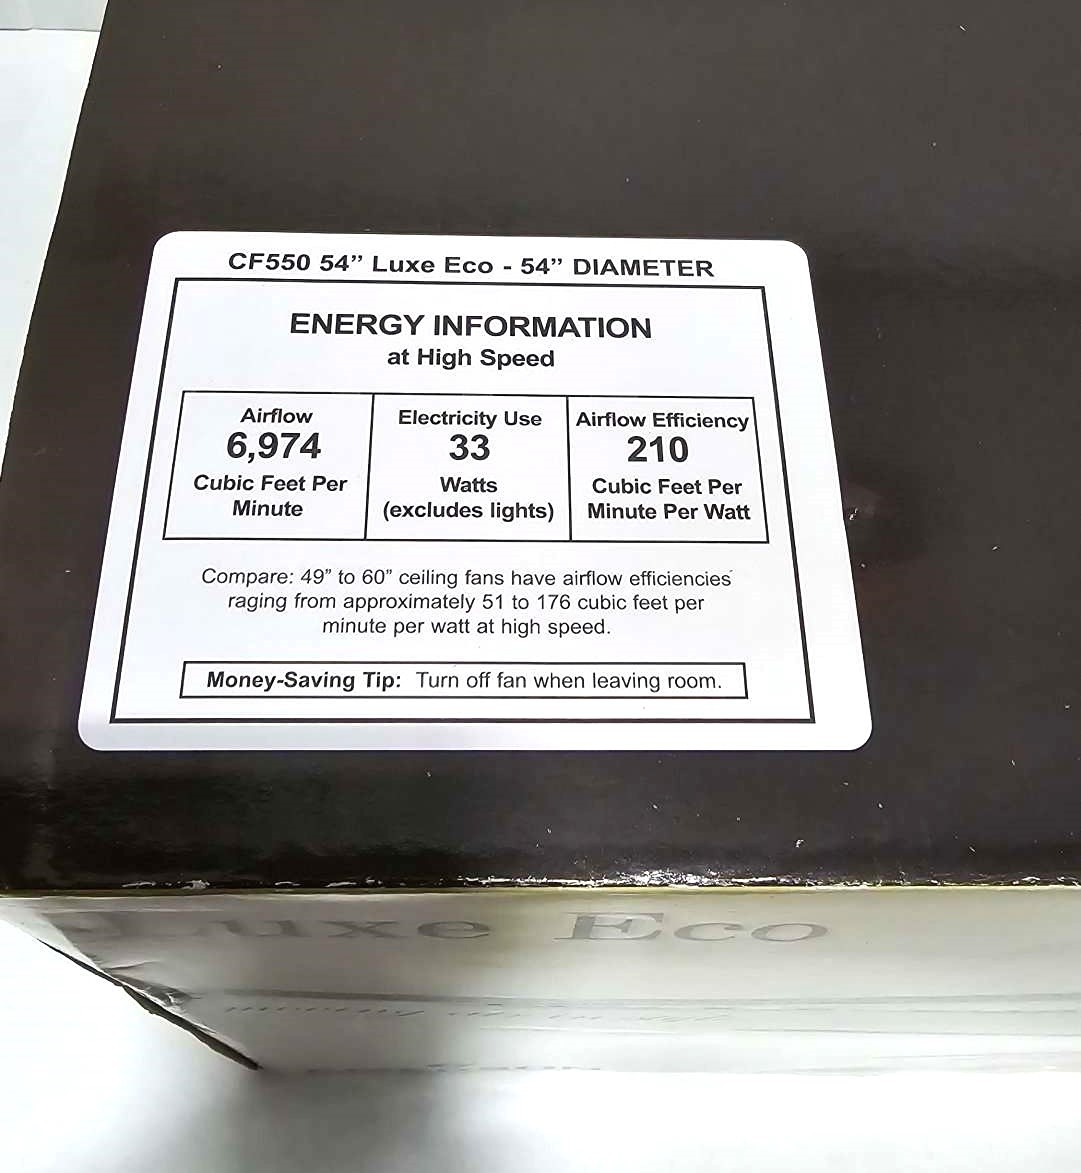 CF550 54” Luxe Eco - 54” DIAMETER
ENERGY INFORMATION
at High Speed
Airflow
6,974
Cubic Feet Per
Minute
Electricity Use
33
Watts
(excludes lights)
Airflow Efficiency
210
Cubic Feet Per
Minute Per Watt
Compare: 49” to 60” ceiling fans have airflow efficiencies
raging from approximately 51 to 176 cubic feet per
minute per watt at high speed.
Money-Saving Tip: Turn off fan when leaving room.
Luxe Eco